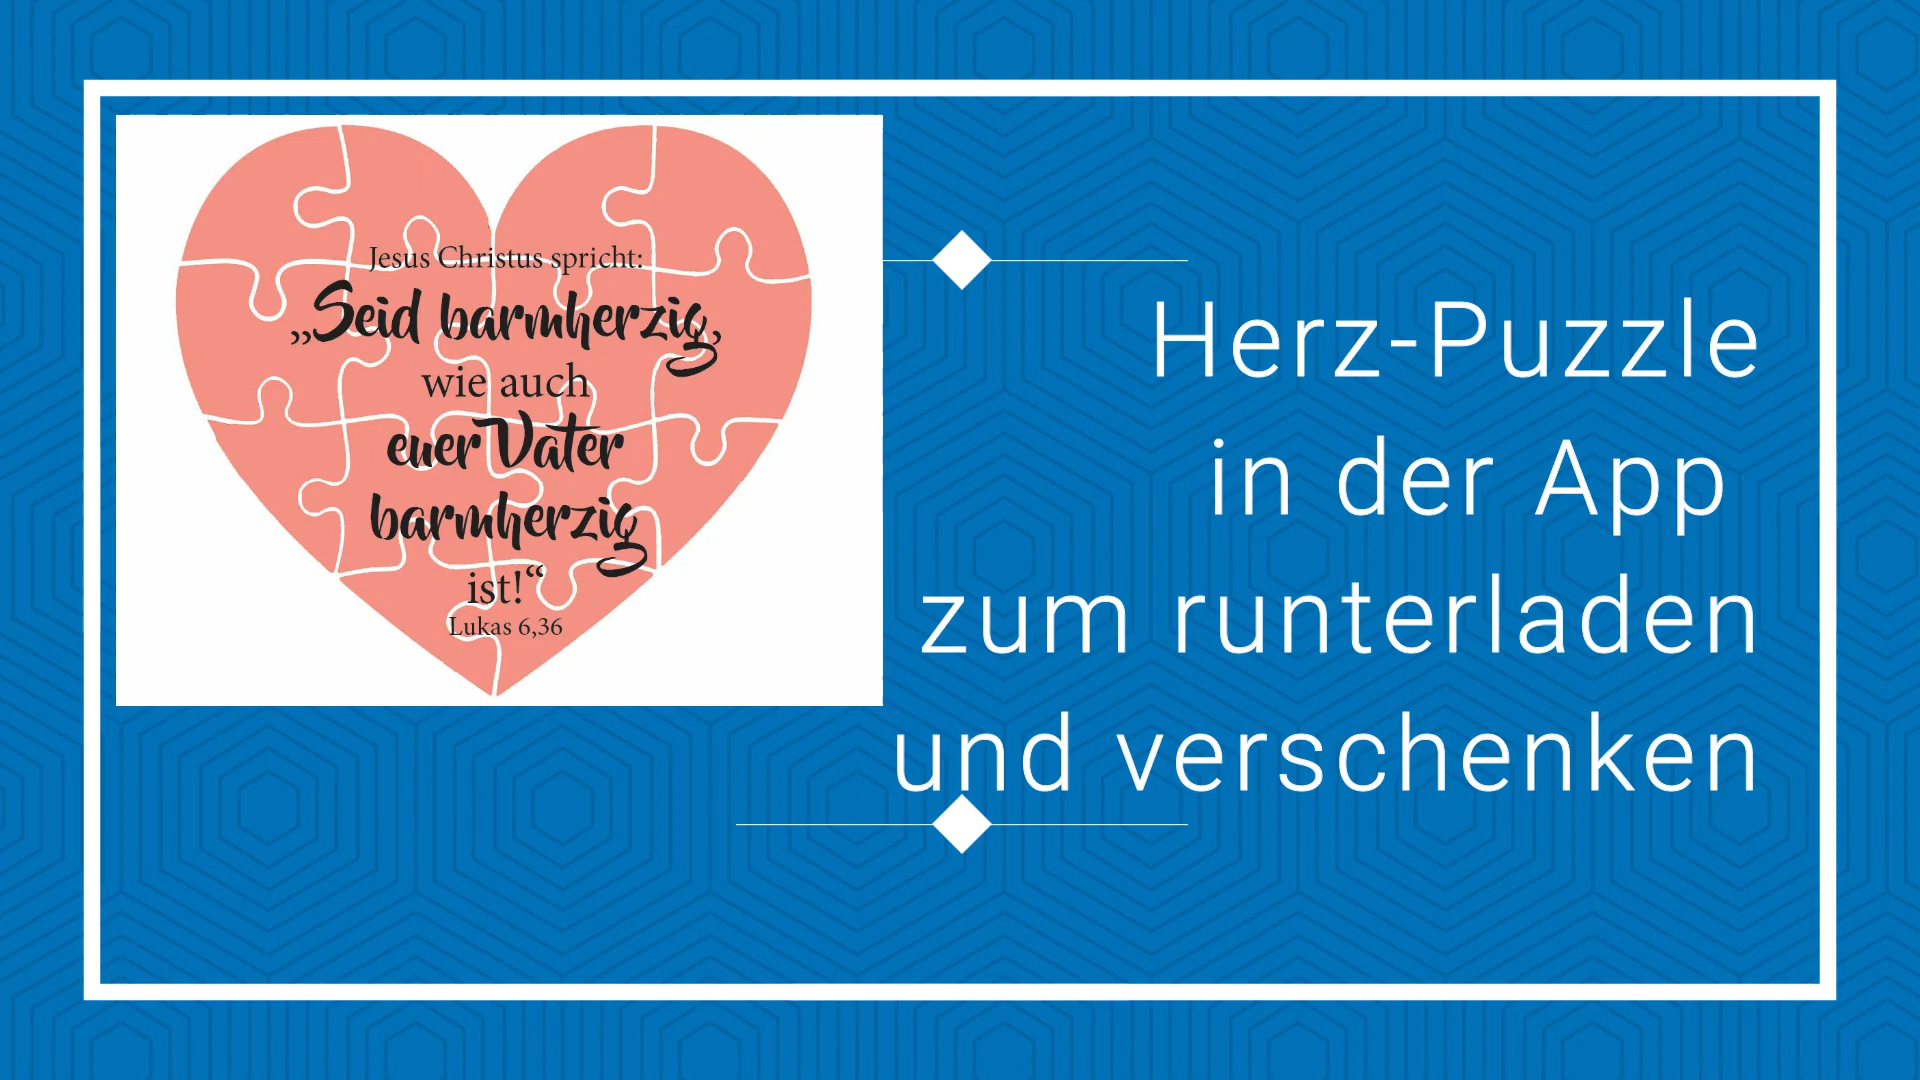 Jesus Christus spricht:
„Seid barmherzig,
wie auch
euer Vater
barmherzig
ist!“
Lukas 6,36
Herz-Puzzle
in der App
zum runterladen
und verschenken